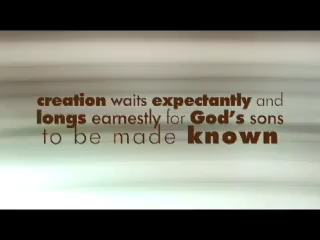 creation waits expectantly and
longs earnestly for God's sons
to be made known